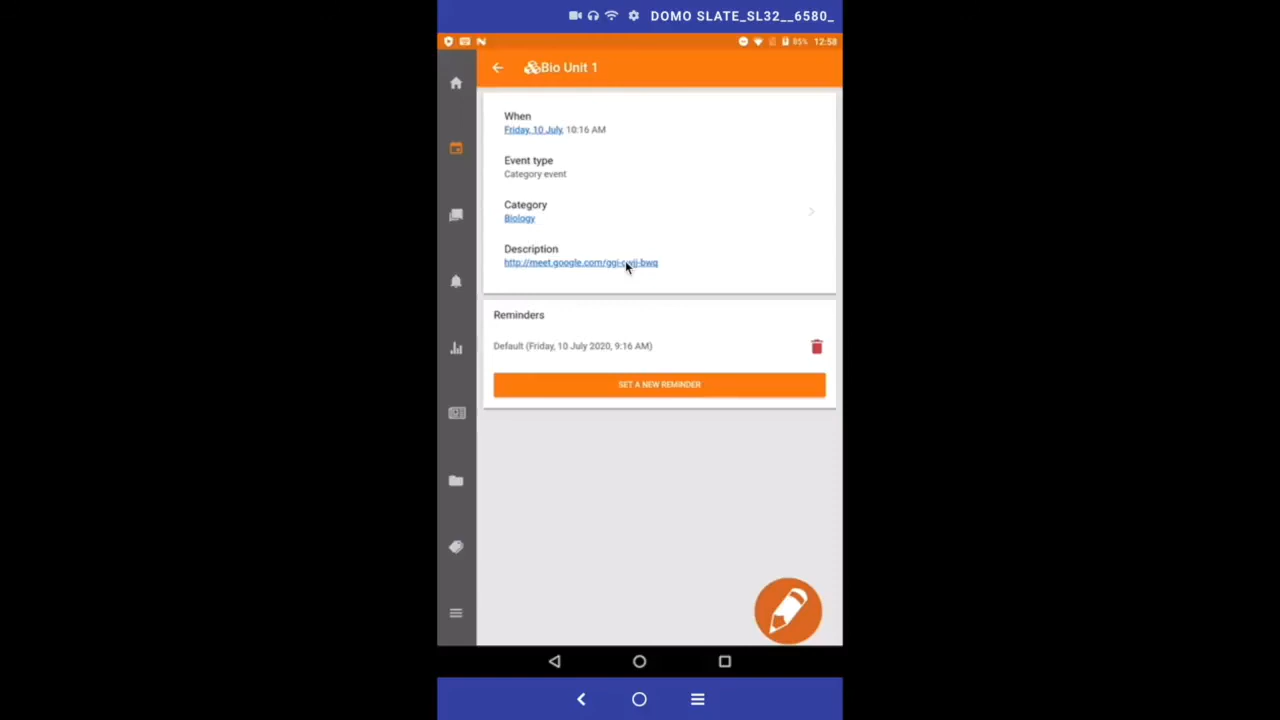 DOMO SLATE_SL32__6580_
85% 12:58
Bio Unit 1
When
Friday, 10 July, 10:16 AM
Event type
Category event
Category
Biology
Description
Reminders
Default (Friday, 10 July 2020, 9:16 AM)
SET A NEW REMINDER